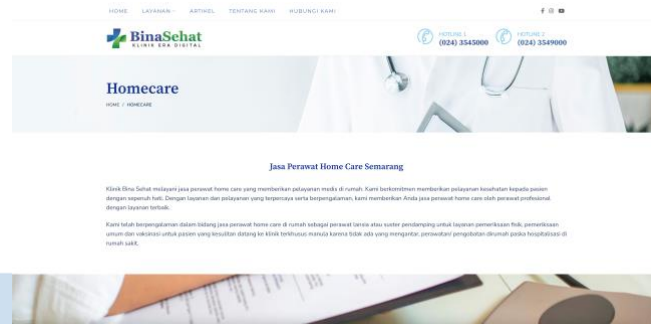 HOME LAYANAN ARTIKEL TENTANG KAMI HUBUNGI KAMI
BinaSehat
KLINIK ERA DIGITAL
HOTLINE 1
(024) 3545000
HOTLINE 2
(024) 3549000
Homecare
HOME / HOMECARE
Jasa Perawat Home Care Semarang
Klinik Bina Sehat melayani jasa perawat home care yang memberikan pelayanan medis di rumah. Kami berkomitmen memberikan pelayanan kesehatan kepada pasien
dengan sepenuh hati. Dengan layanan dan pelayanan yang terpercaya serta berpengalaman, kami memberikan Anda jasa perawat home care oleh perawat profesional
dengan layanan terbaik.
Kami telah berpengalaman dalam bidang jasa perawat home care di rumah sebagai perawat lansia atau suster pendamping untuk layanan pemeriksaan fisik, pemeriksaan
umum dan vaksinasi untuk pasien yang kesulitan datang ke klinik terkhusus manula karena tidak ada yang mengantar, perawatan/ pengobatan dirumah paska hospitalisasi di
rumah sakit.